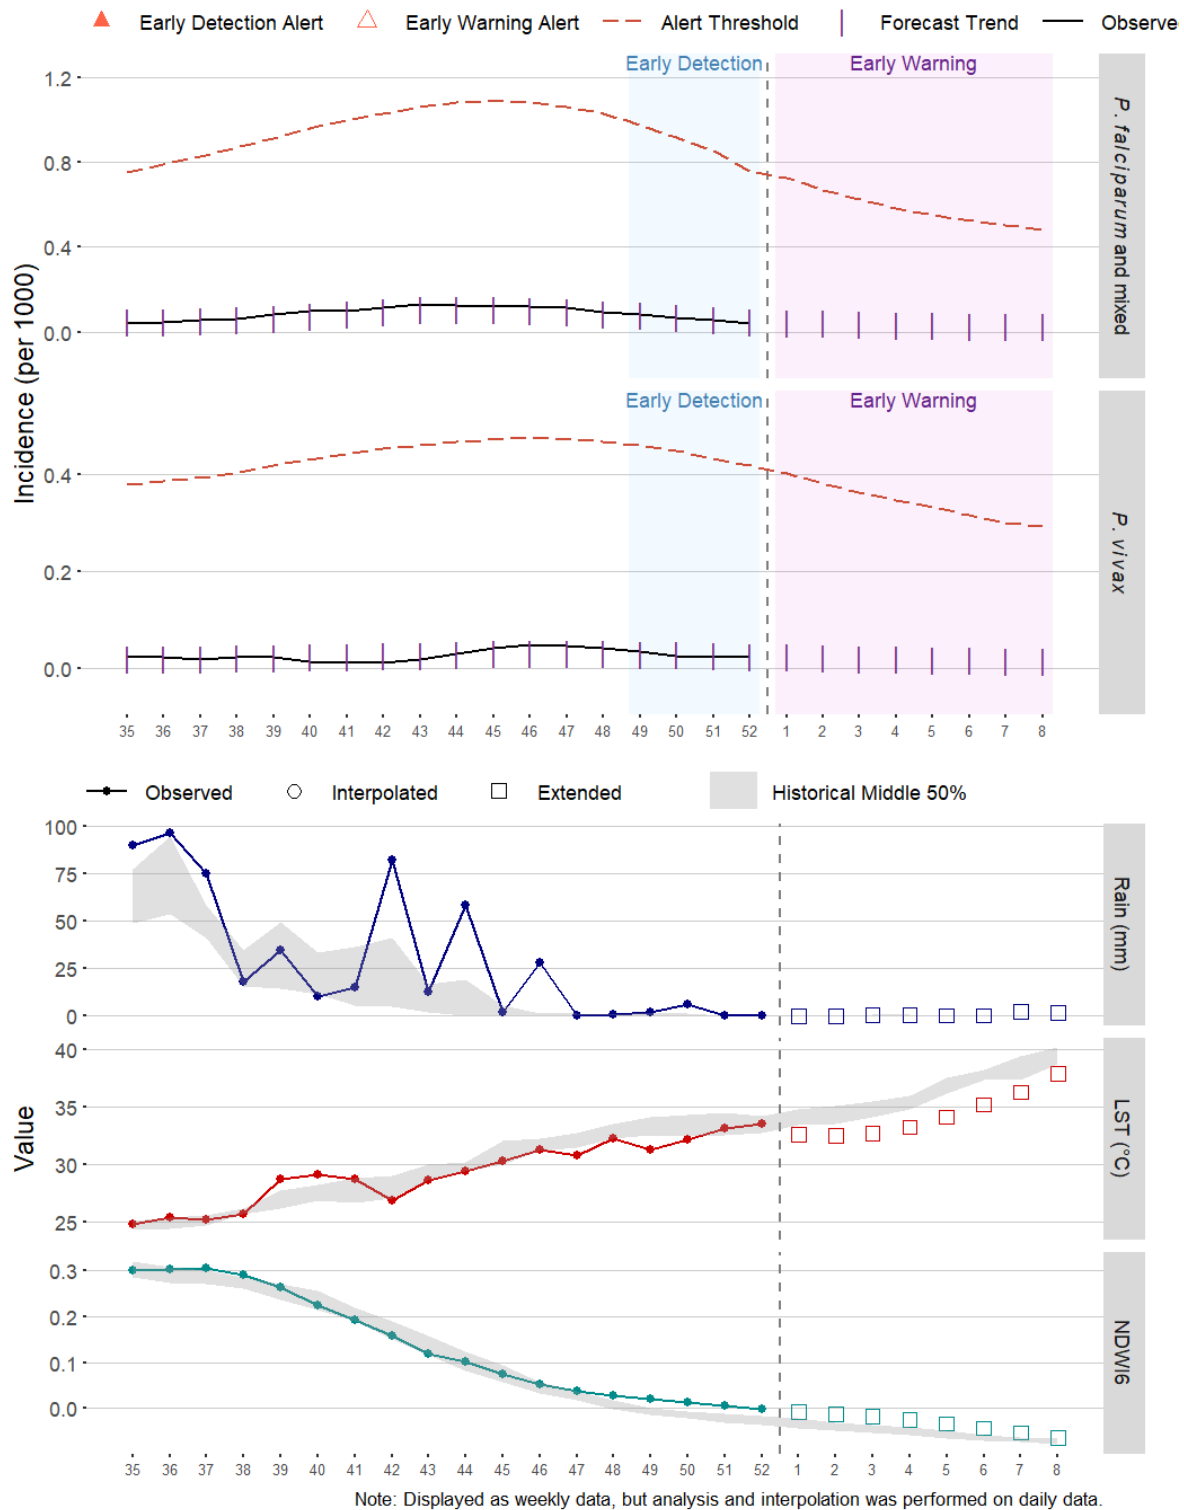 Early Detection Alert Early Warning Alert Alert Threshold Forecast Trend Observe
Early Detection Early Warning
1.2
0.8
0.4
0.0
P. falciparum and mixed
Incidence (per 1000)
Early Detection Early Warning
0.4
0.2
0.0
P. vivax
35 36 37 38 39 40 41 42 43 44 45 46 47 48 49 50 51 52 1 2 3 4 5 6 7 8
Observed Interpolated Extended Historical Middle 50%
100
75
50
25
0
Rain (mm)
Value
40
35
30
25
LST (°C)
0.3
0.2
0.1
0.0
NDWI6
35 36 37 38 39 40 41 42 43 44 45 46 47 48 49 50 51 52 1 2 3 4 5 6 7 8
Note: Displayed as weekly data, but analysis and interpolation was performed on daily data.